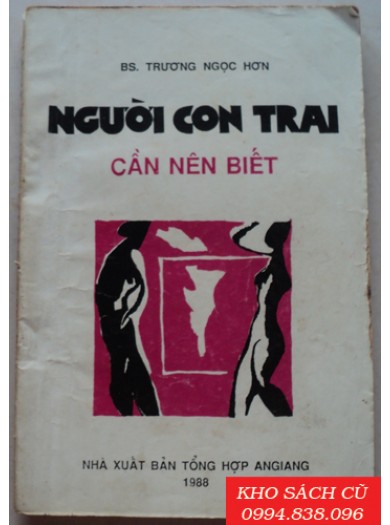 BS. TRƯƠNG NGỌC HƠN
NGƯỜI CON TRAI
CẦN NÊN BIẾT
NHÀ XUẤT BẢN TỔNG HỢP ANGIANG
1988
KHO SÁCH CŨ
0994.838.096